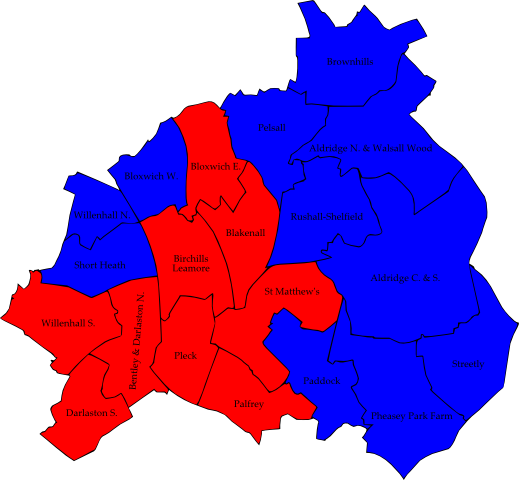 Brownhills
Pelsall
Aldridge N. & Walsall Wood
Bloxwich E.
Bloxwich W.
Willenhall N.
Rushall-Shelfield
Blakenall
Birchills
Leamore
Short Heath
Aldridge C. & S.
St Matthew's
Willenhall S.
Bentley & Darlaston N.
Pleck
Streetly
Paddock
Palfrey
Darlaston S.
Pheasey Park Farm